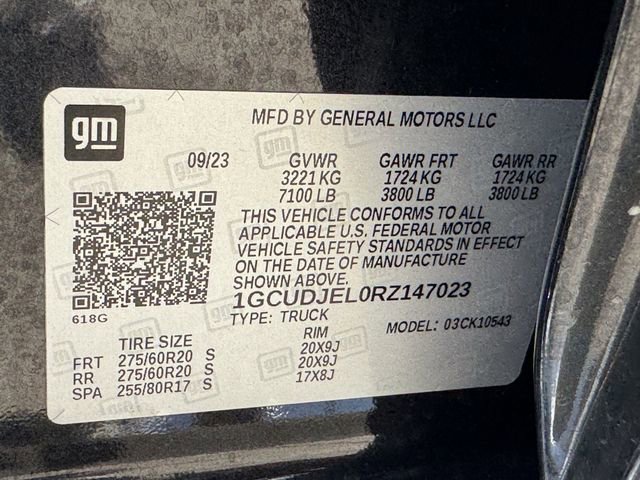 gm
MFD BY GENERAL MOTORS LLC
09/23 GVWR GAWR FRT GAWR RR
3221 KG 1724 KG 1724 KG
7100 LB 3800 LB 3800 LB
THIS VEHICLE CONFORMS TO ALL
APPLICABLE U.S. FEDERAL MOTOR
VEHICLE SAFETY STANDARDS IN EFFECT
ON THE DATE OF MANUFACTURE
SHOWN ABOVE.
1GCUDJEL0RZ147023
618G
TYPE: TRUCK MODEL: 03CK10543
TIRE SIZE RIM
FRT 275/60R20 S 20X9J
RR 275/60R20 S 20X9J
SPA 255/80R17 S 17X8J